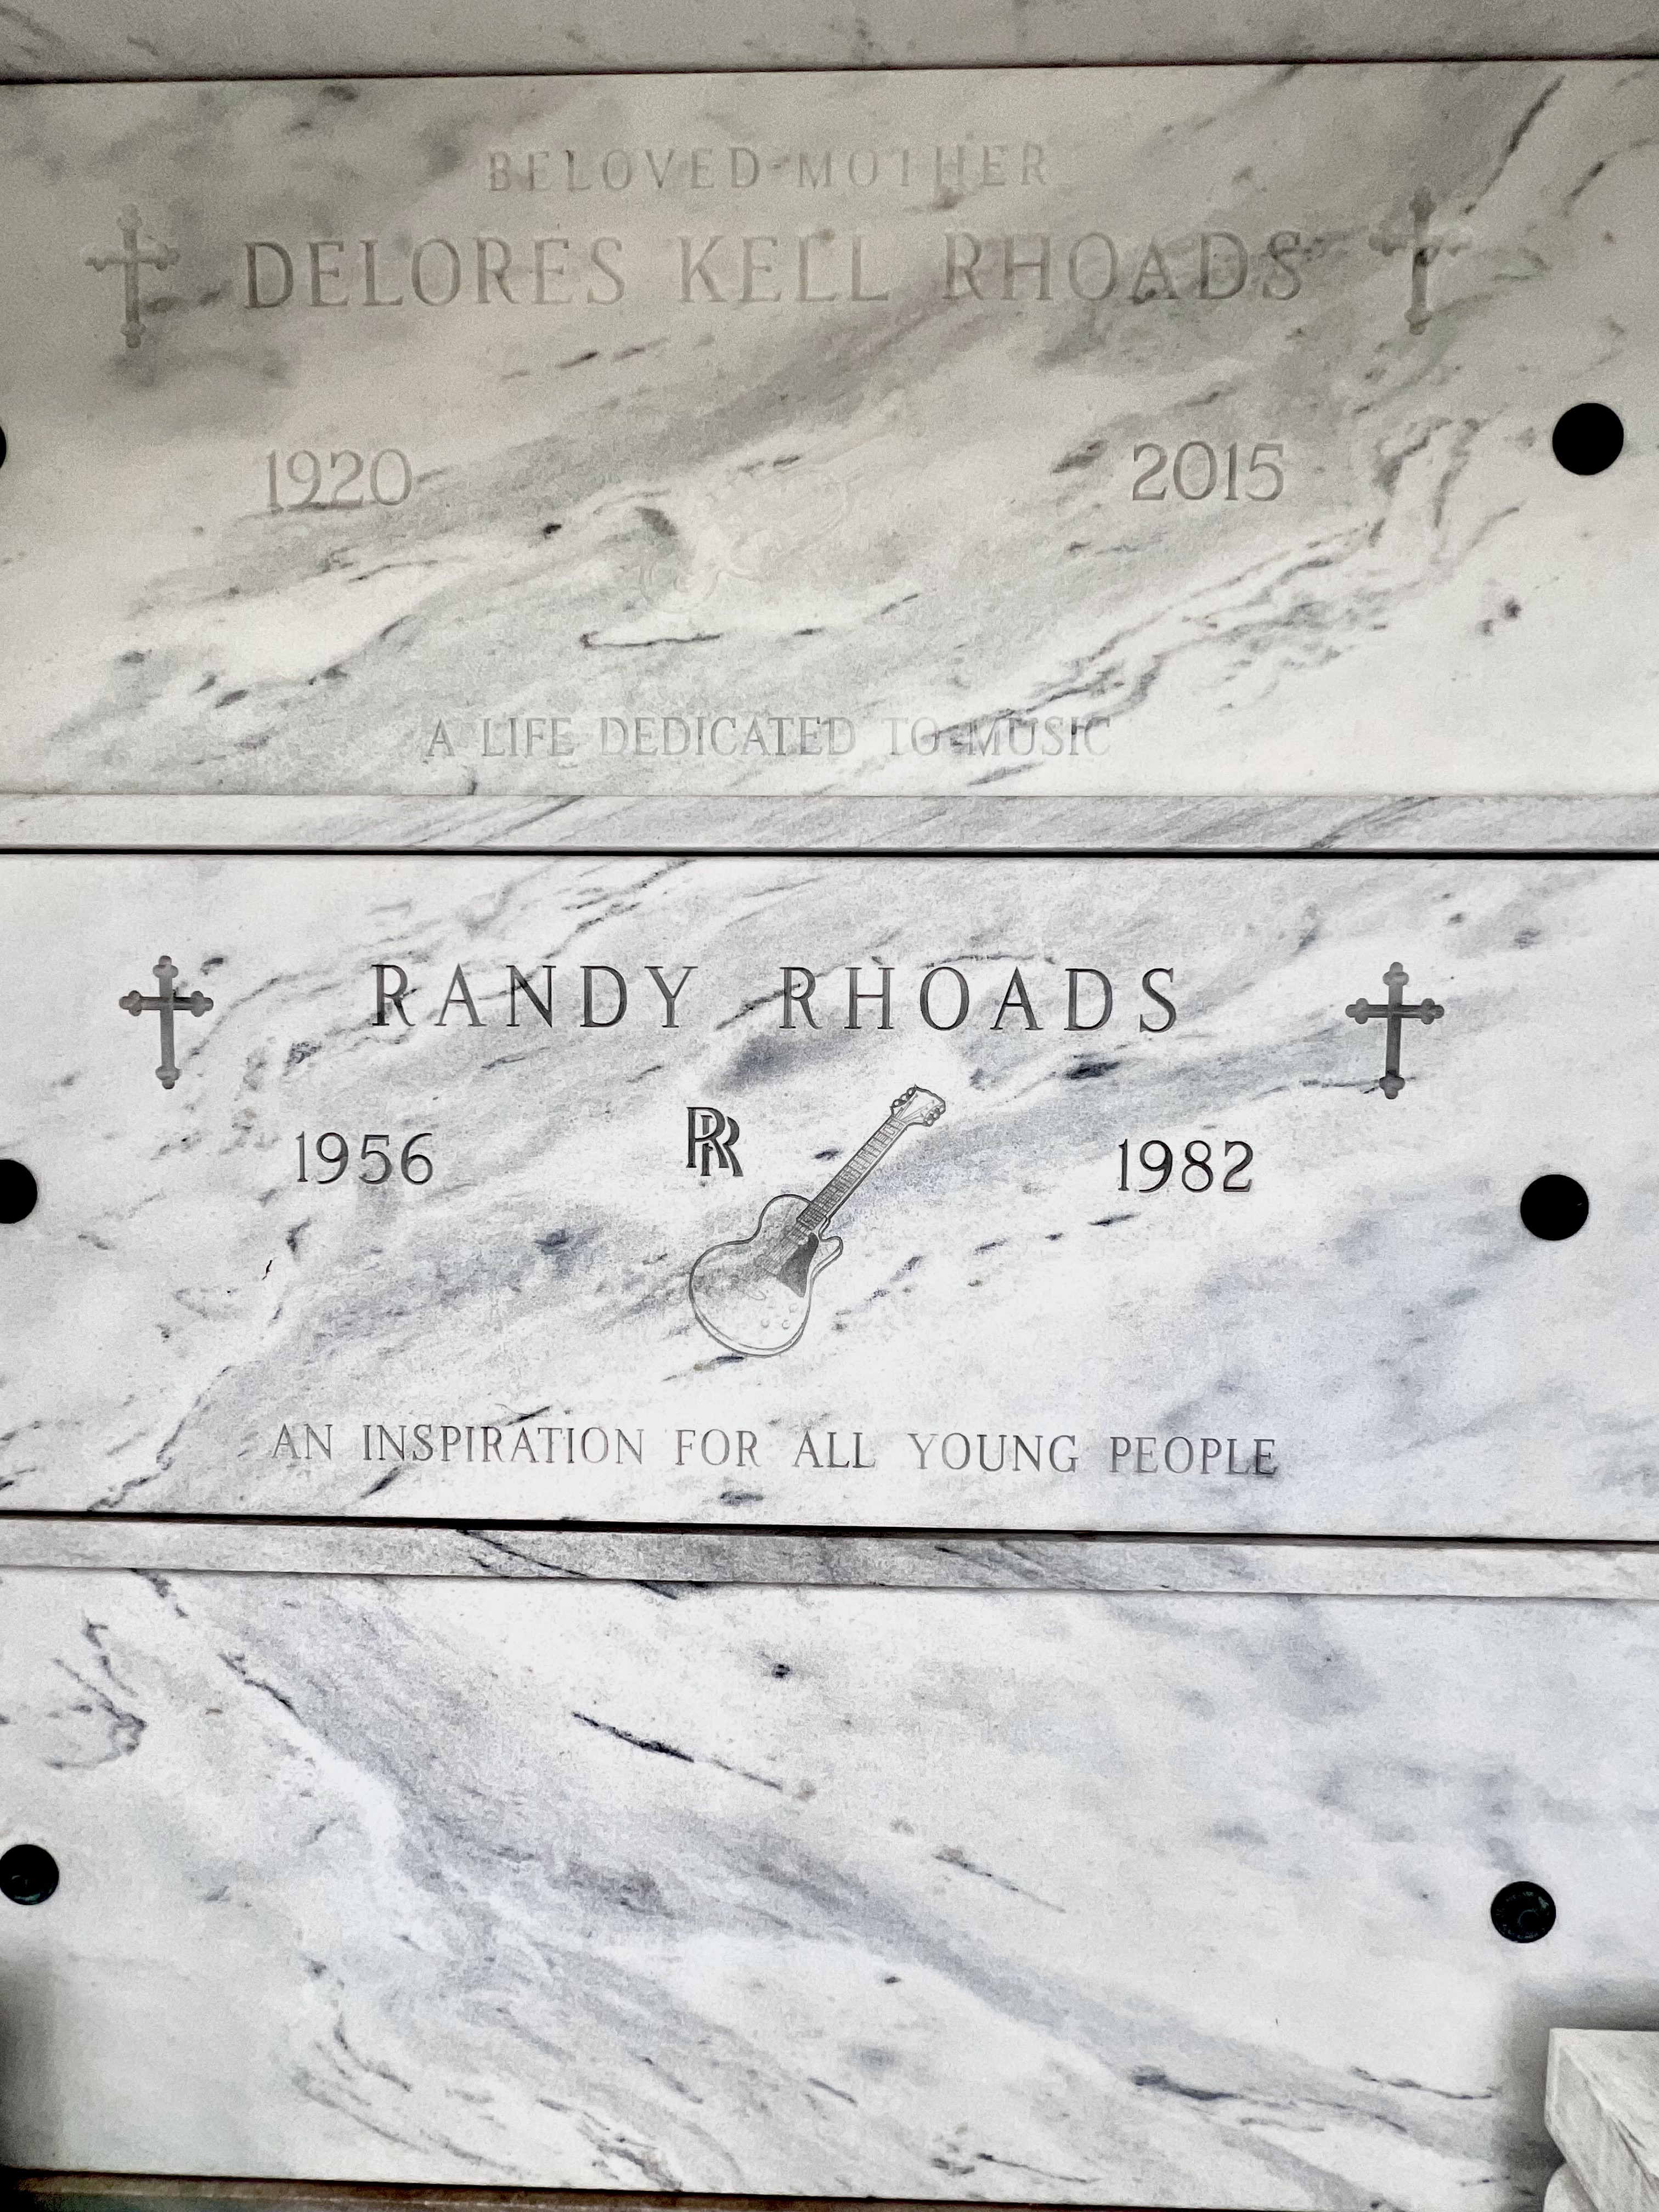 BELOVED MOTHER
DELORES KELL RHOADS
1920 2015
A LIFE DEDICATED TO MUSIC
RANDY RHOADS
RR
1956 1982
AN INSPIRATION FOR ALL YOUNG PEOPLE